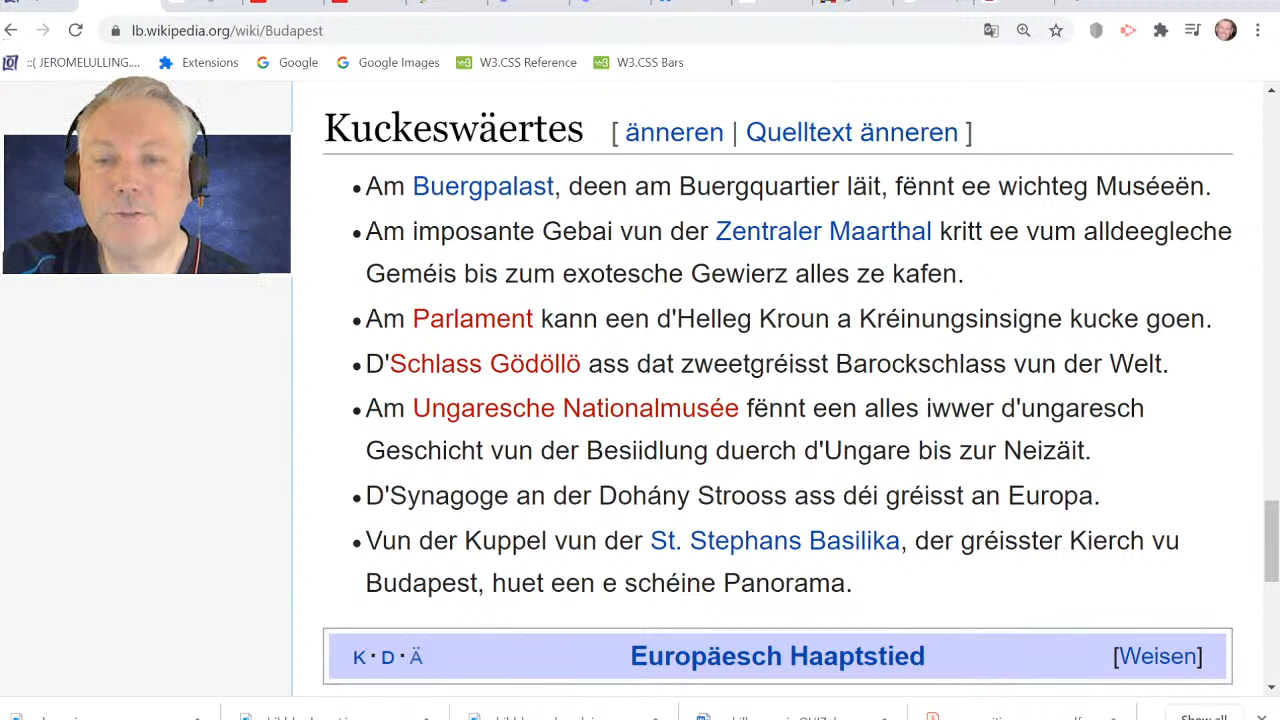 lb.wikipedia.org/wiki/Budapest
::( JEROMELULLING.... Extensions Google Google Images W3.CSS Reference W3.CSS Bars
Kuckeswäertes [ änneren | Quelltext änneren ]
• Am Buergpalast, deen am Buergquartier läit, fënnt ee wichteg Muséeën.
• Am imposante Gebai vun der Zentraler Maarthal kritt ee vum alldeegleche
Geméis bis zum exotesche Gewierz alles ze kafen.
• Am Parlament kann een d'Helleg Kroun a Kréinungsinsigne kucke goen.
• D'Schlass Gödöllö ass dat zweetgréisst Barockschlass vun der Welt.
• Am Ungaresche Nationalmusée fënnt een alles iwwer d'ungaresch
Geschicht vun der Besiidlung duerch d'Ungare bis zur Neizäit.
• D'Synagoge an der Dohány Strooss ass déi gréisst an Europa.
• Vun der Kuppel vun der St. Stephans Basilika, der gréisster Kierch vu
Budapest, huet een e schéine Panorama.
K · D · Ä Europäesch Haaptstied [Weisen]
Show all